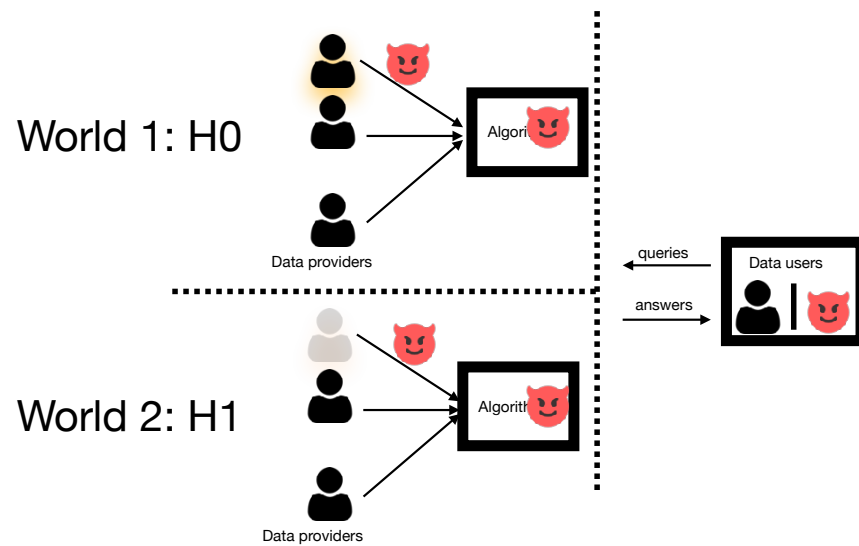 World 1: H0
Data providers
queries
Data users
answers
World 2: H1
Data providers